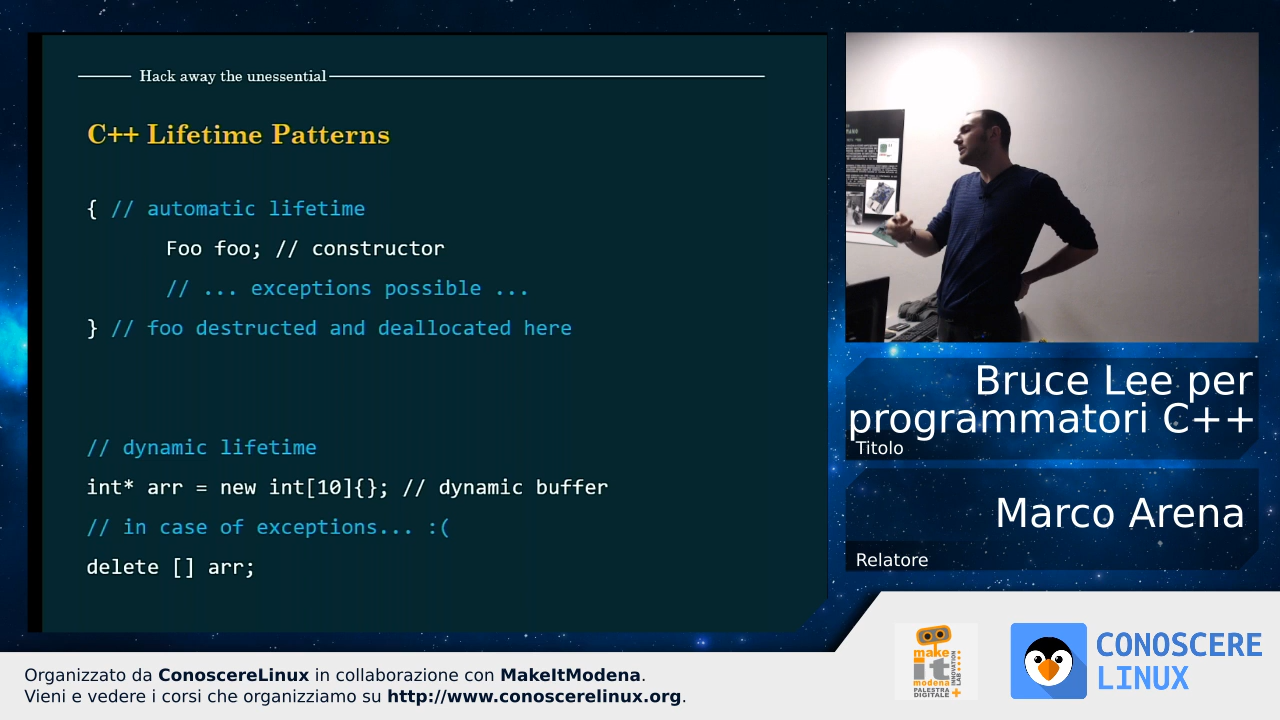 Hack away the unessential
C++ Lifetime Patterns
{ // automatic lifetime
Foo foo; // constructor
// ... exceptions possible ...
} // foo destructed and deallocated here
// dynamic lifetime
int* arr = new int[10]{}; // dynamic buffer
// in case of exceptions... :(
delete [] arr;
Bruce Lee per
programmatori C++
Titolo
Marco Arena
Relatore
make
it
modena
PALESTRA
DIGITALE
INNOVATION
LAB
CONOSCERE
LINUX
Organizzato da ConoscereLinux in collaborazione con MakeItModena.
Vieni e vedere i corsi che organizziamo su http://www.conoscerelinux.org.